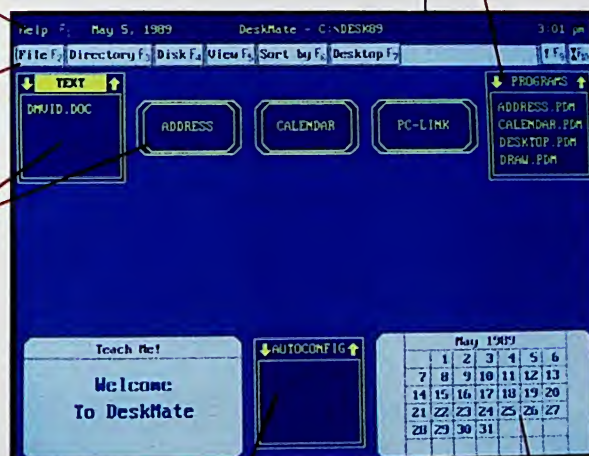 Help F1 May 5, 1989 DeskMate - C:\DESK89 3:01 pm
File F2 Directory F3 Disk F4 View F5 Sort by F6 Desktop F7 F9 F10
TEXT
DMVID.DOC
ADDRESS
CALENDAR
PC-LINK
PROGRAMS
ADDRESS.PDM
CALENDAR.PDM
DESKTOP.PDM
DRAW.PDM
Teach Me!
Welcome
To DeskMate
AUTOCONFIG
May 1989
1 2 3 4 5 6
7 8 9 10 11 12 13
14 15 16 17 18 19 20
21 22 23 24 25 26 27
28 29 30 31